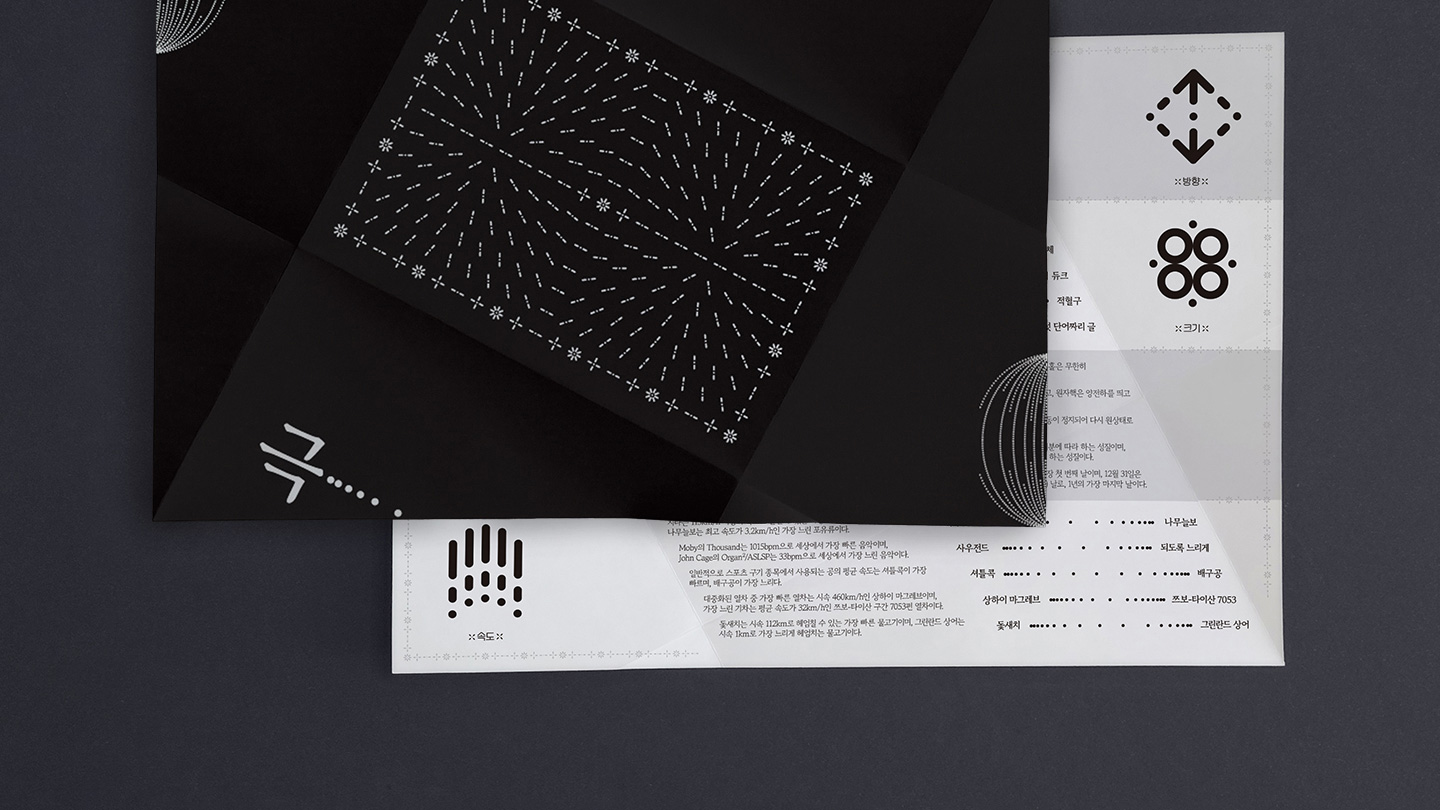 극
방향
크기
듀크
적혈구
단어짜리 글
홀은 무한히
원자핵은 양전하를 띄고
정지되어 다시 원상태로
따라 하는 성질이며,
하는 성질이다.
첫 번째 날이며, 12월 31일은
날로, 1년의 가장 마지막 날이다.
속도
나무늘보는 최고 속도가 3.2km/h인 가장 느린 포유류이다.
나무늘보
Moby의 Thousand는 1015bpm으로 세상에서 가장 빠른 음악이며,
John Cage의 Organ²/ASLSP는 33bpm으로 세상에서 가장 느린 음악이다.
사우전드 되도록 느리게
일반적으로 스포츠 구기 종목에서 사용되는 공의 평균 속도는 셔틀콕이 가장
빠르며, 배구공이 가장 느리다.
셔틀콕 배구공
대중화된 열차 중 가장 빠른 열차는 시속 460km/h인 상하이 마그레브이며,
가장 느린 기차는 평균 속도가 32km/h인 쯔보-타이산 구간 7053편 열차이다.
상하이 마그레브 쯔보-타이산 7053
돛새치는 시속 112km로 헤엄칠 수 있는 가장 빠른 물고기이며, 그린란드 상어는
시속 1km로 가장 느리게 헤엄치는 물고기이다.
돛새치 그린란드 상어